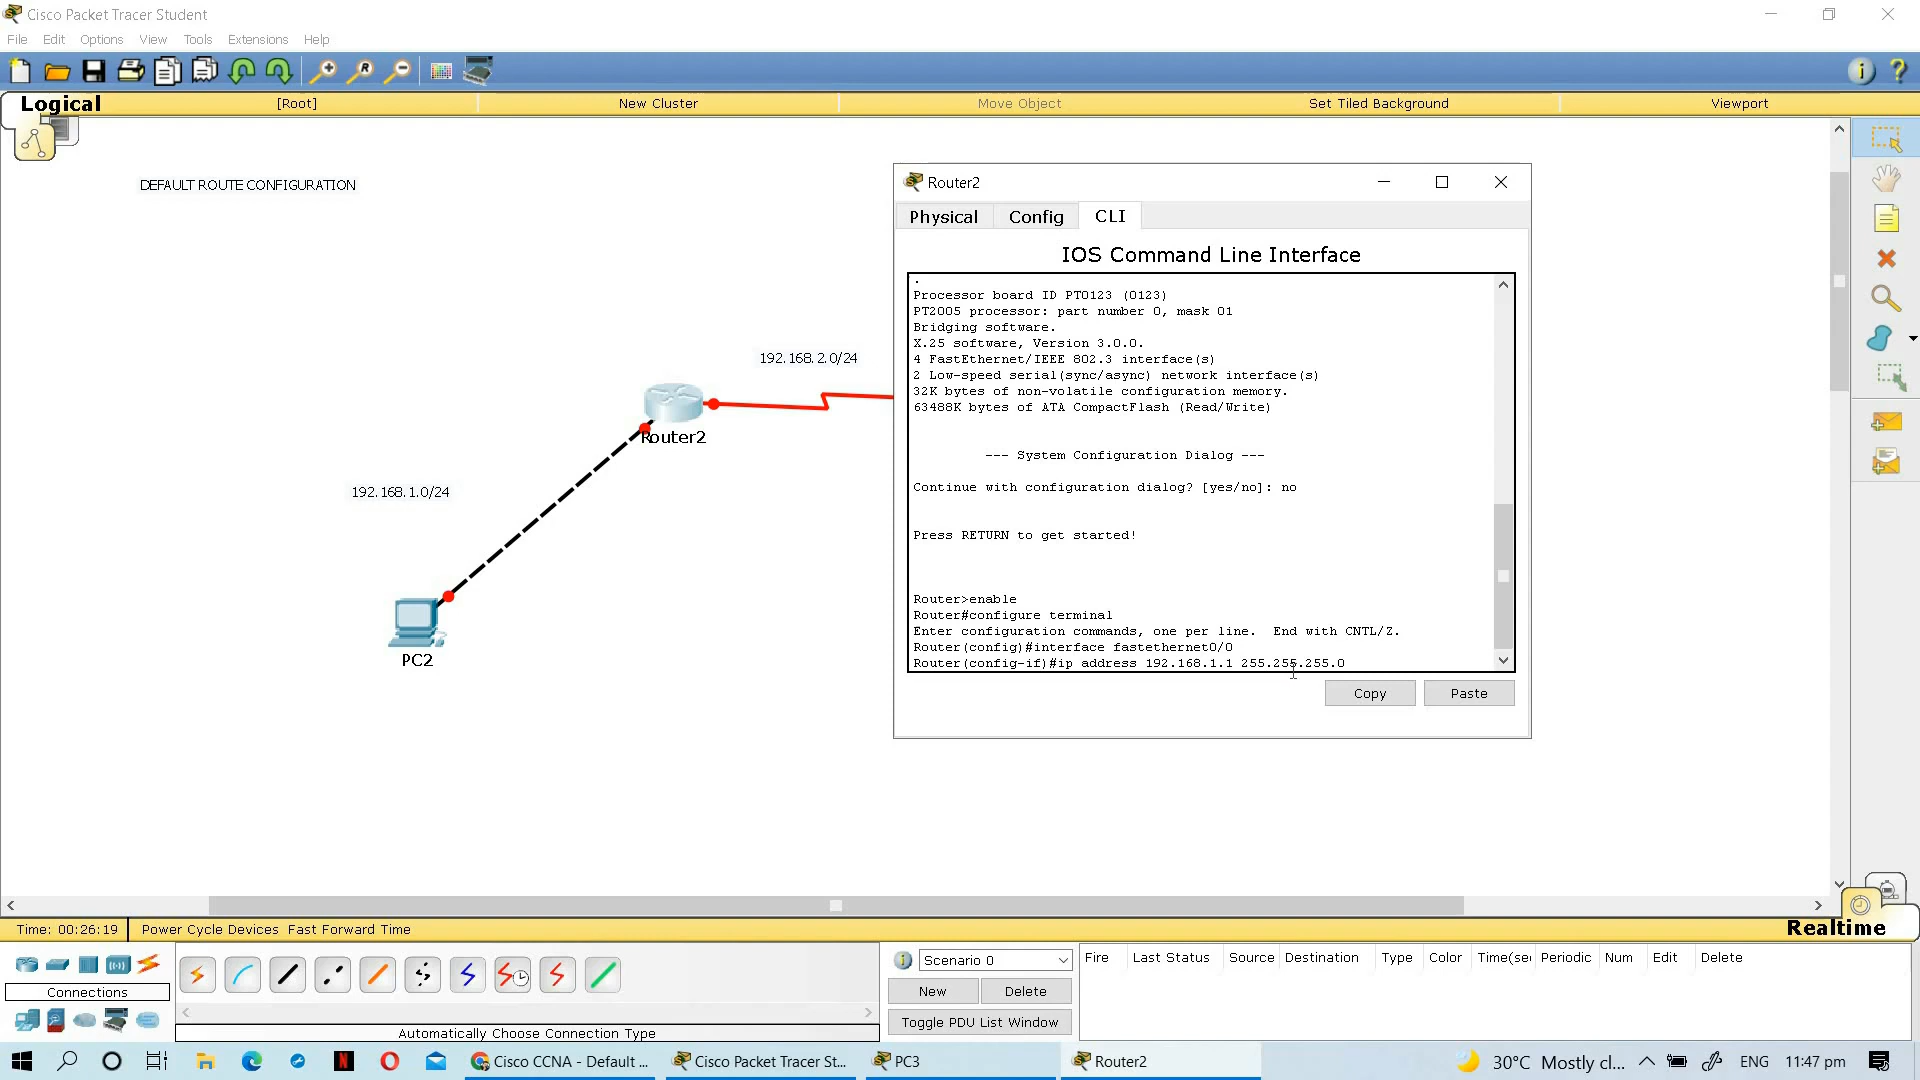 Cisco Packet Tracer Student
File Edit Options View Tools Extensions Help
Logical [Root] New Cluster Move Object Set Tiled Background Viewport
DEFAULT ROUTE CONFIGURATION
192.168.2.0/24
Router2
192.168.1.0/24
PC2
Router2
Physical Config CLI
IOS Command Line Interface
.
Processor board ID PT0123 (0123)
PT2005 processor: part number 0, mask 01
Bridging software.
X.25 software, Version 3.0.0.
4 FastEthernet/IEEE 802.3 interface(s)
2 Low-speed serial(sync/async) network interface(s)
32K bytes of non-volatile configuration memory.
63488K bytes of ATA CompactFlash (Read/Write)
--- System Configuration Dialog ---
Continue with configuration dialog? [yes/no]: no
Press RETURN to get started!
Router>enable
Router#configure terminal
Enter configuration commands, one per line. End with CNTL/Z.
Router(config)#interface fastethernet0/0
Router(config-if)#ip address 192.168.1.1 255.255.255.0
Copy Paste
Time: 00:26:19 Power Cycle Devices Fast Forward Time Realtime
Connections
Automatically Choose Connection Type
Scenario 0
New Delete
Toggle PDU List Window
Fire Last Status Source Destination Type Color Time(sec Periodic Num Edit Delete
Cisco CCNA - Default ... Cisco Packet Tracer St... PC3 Router2 30°C Mostly cl... ENG 11:47 pm